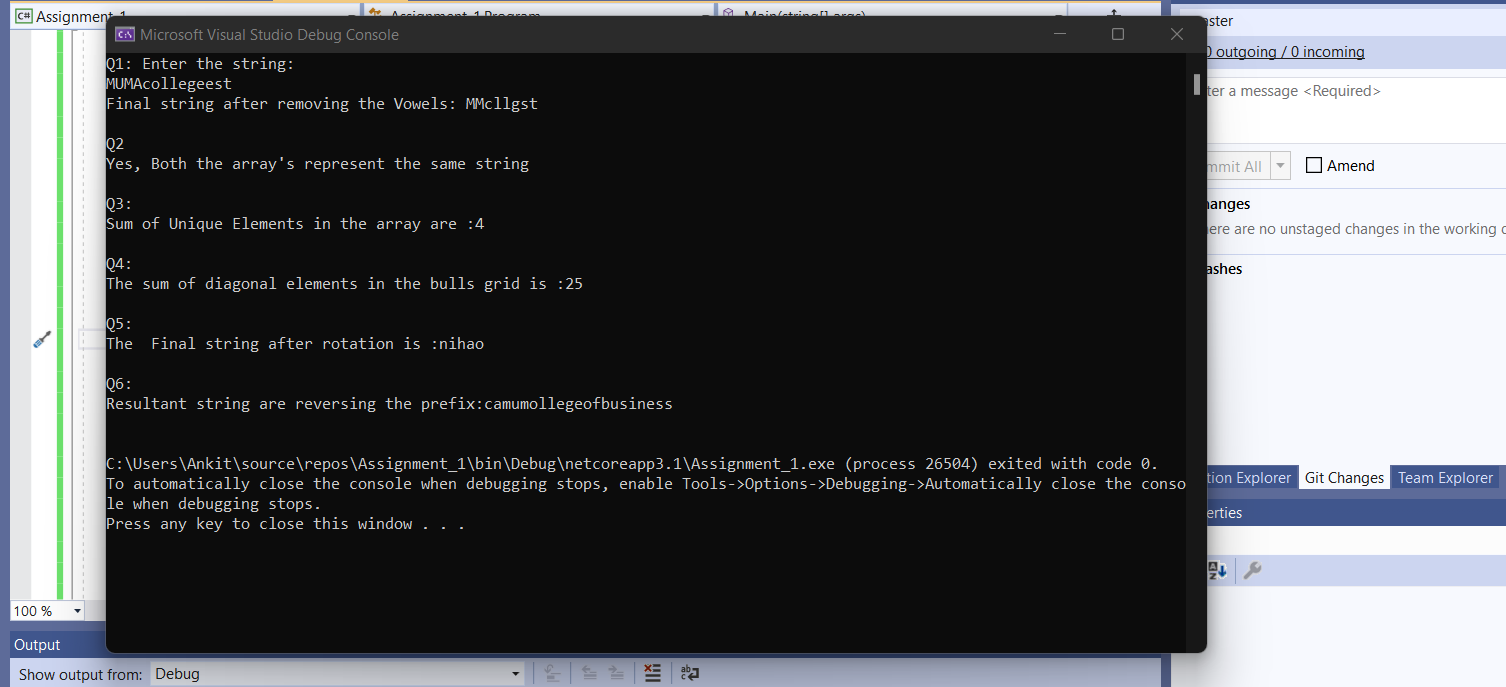 C# Assignment_1
Assignment_1.Program
Main(string[] args)
Microsoft Visual Studio Debug Console
Q1: Enter the string:
MUMAcollegeest
Final string after removing the Vowels: MMcllgst
Q2
Yes, Both the array's represent the same string
Q3:
Sum of Unique Elements in the array are :4
Q4:
The sum of diagonal elements in the bulls grid is :25
Q5:
The  Final string after rotation is :nihao
Q6:
Resultant string are reversing the prefix:camumollegeofbusiness
C:\Users\Ankit\source\repos\Assignment_1\bin\Debug\netcoreapp3.1\Assignment_1.exe (process 26504) exited with code 0.
To automatically close the console when debugging stops, enable Tools->Options->Debugging->Automatically close the conso
le when debugging stops.
Press any key to close this window . . .
ster
0 outgoing / 0 incoming
ter a message <Required>
mmit All
Amend
anges
ere are no unstaged changes in the working
ashes
tion Explorer
Git Changes
Team Explorer
erties
100 %
Output
Show output from: Debug